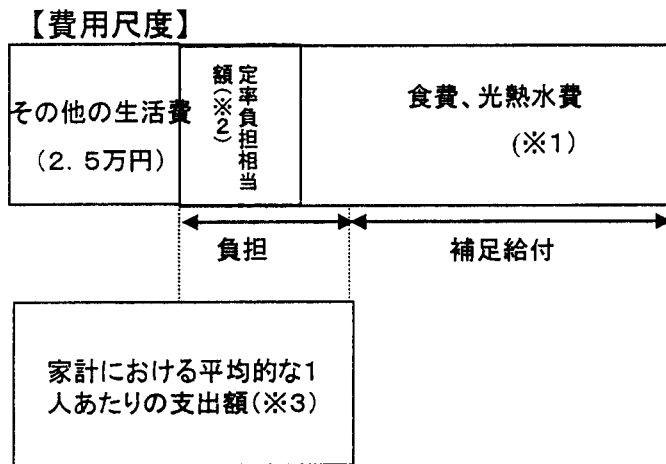 【費用尺度】
その他の生活費
(2.5万円)
定率負担相当
額(※2)
食費、光熱水費
(※1)
負担
補足給付
家計における平均的な1
人あたりの支出額(※3)